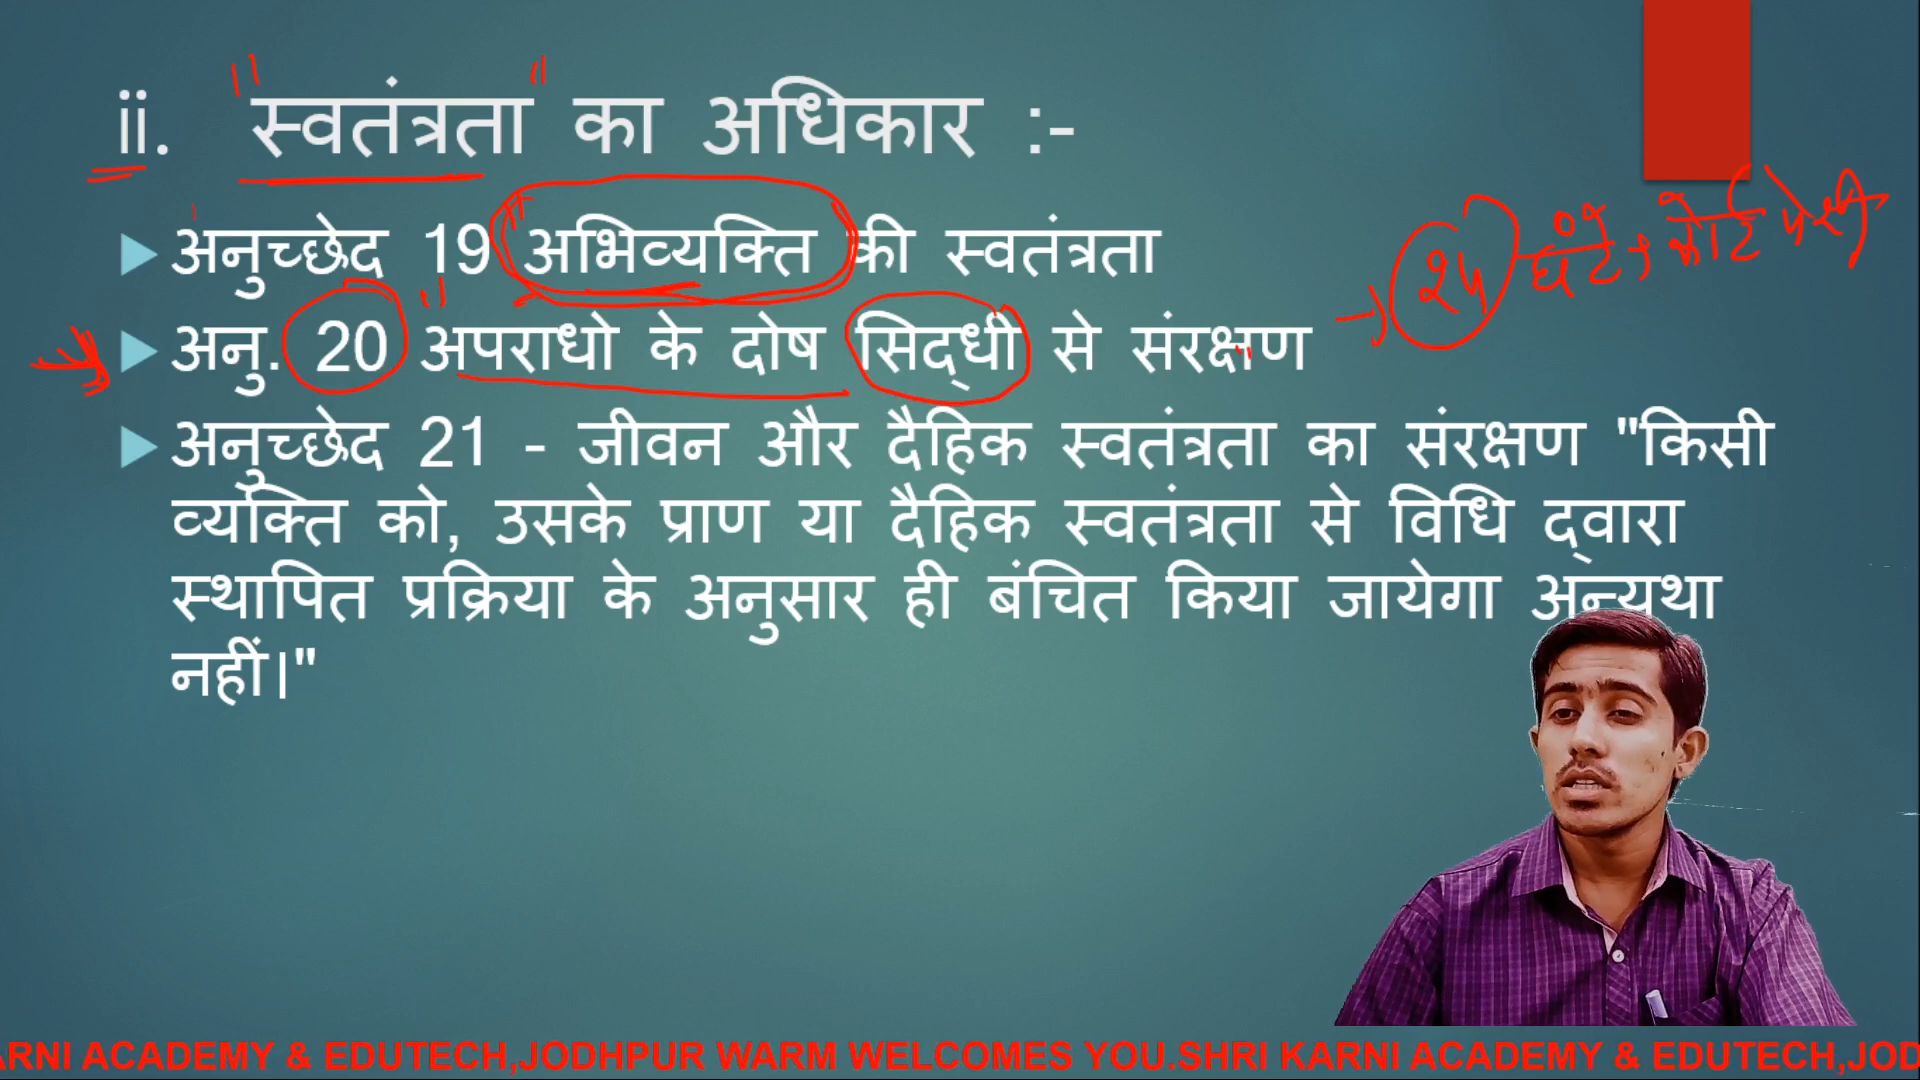 ii. स्वतंत्रता का अधिकार :-
अनुच्छेद 19 अभिव्यक्ति की स्वतंत्रता
अनु. 20 अपराधो के दोष सिद्धी से संरक्षण
अनुच्छेद 21 - जीवन और दैहिक स्वतंत्रता का संरक्षण "किसी
व्यक्ति को, उसके प्राण या दैहिक स्वतंत्रता से विधि द्वारा
स्थापित प्रक्रिया के अनुसार ही बंचित किया जायेगा अन्यथा
नहीं।"
ARNI ACADEMY & EDUTECH,JODHPUR WARM WELCOMES YOU.SHRI KARNI ACADEMY & EDUTECH,JOD